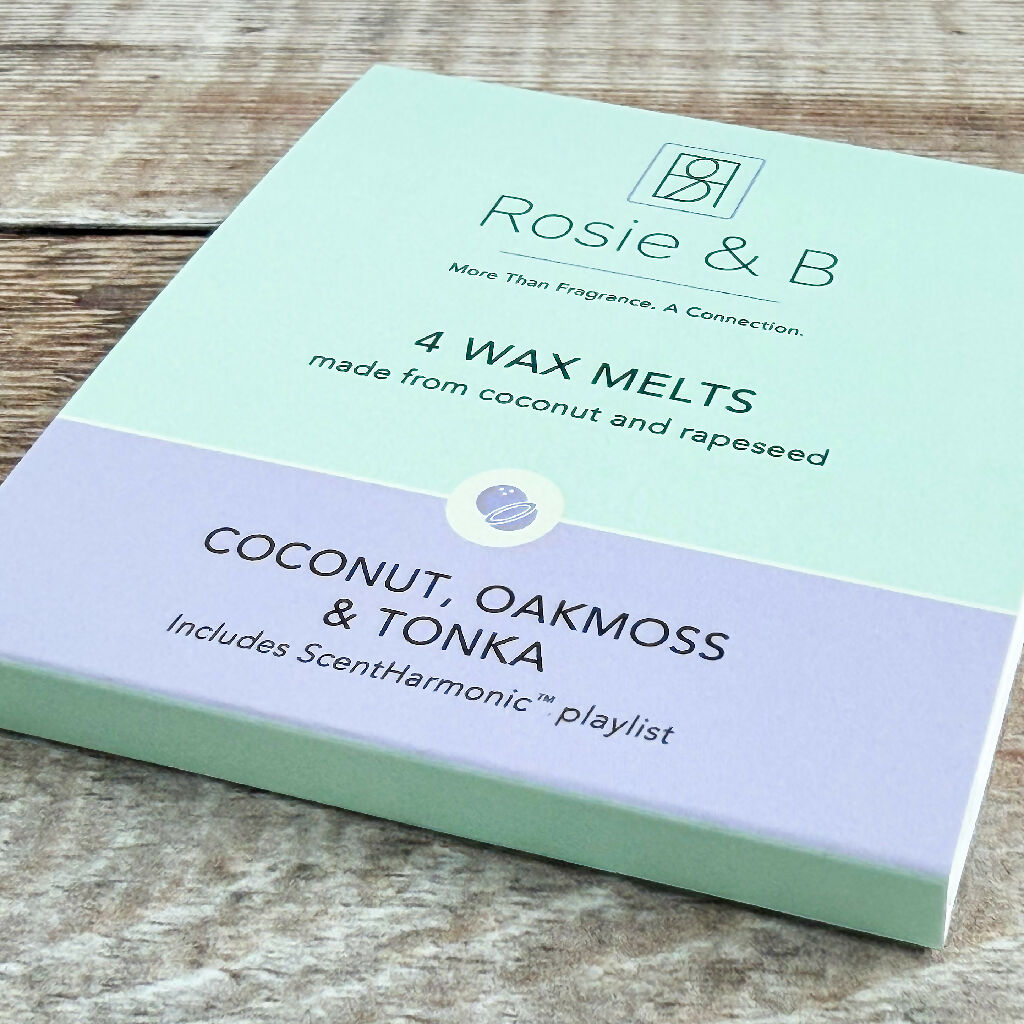 Rosie & B
More Than Fragrance. A Connection.
4 WAX MELTS
made from coconut and rapeseed
COCONUT, OAKMOSS
& TONKA
Includes ScentHarmonic™ playlist